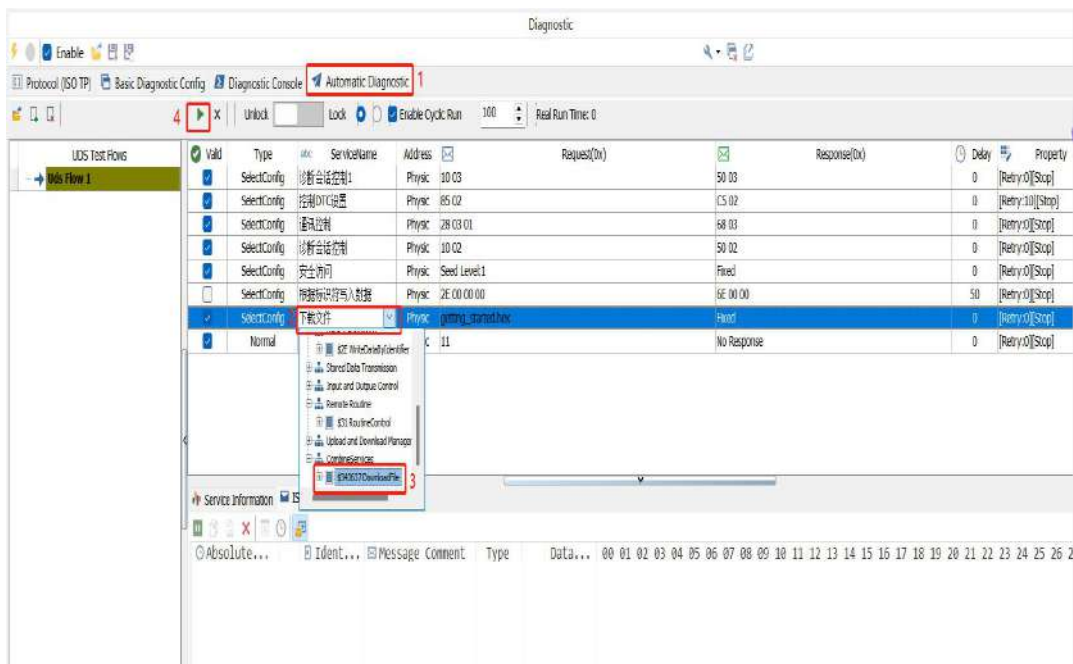 Diagnostic
Enable
Protocol (ISO TP) Basic Diagnostic Config Diagnostic Console Automatic Diagnostic 1
4 Unlock Lock Enable Cyclic Run 100 Real Run Time: 0
UDS Test Flows Valid Type abc ServiceName Address Request(0x) Response(0x) Delay Property
Uds Flow 1 SelectConfig 诊断会话控制1 Physic 10 03 50 03 0 [Retry:0][Stop]
SelectConfig 控制DTC设置 Physic 85 02 C5 02 0 [Retry:10][Stop]
SelectConfig 通讯控制 Physic 28 03 01 68 03 0 [Retry:0][Stop]
SelectConfig 诊断会话控制 Physic 10 02 50 02 0 [Retry:0][Stop]
SelectConfig 安全访问 Physic Seed Level:1 Fixed 0 [Retry:0][Stop]
SelectConfig 根据标识符写入数据 Physic 2E 00 00 00 6E 00 00 50 [Retry:0][Stop]
SelectConfig 下载文件 Physic getting_started.hex Fixed 0 [Retry:0][Stop]
Normal c 11 No Response 0 [Retry:0][Stop]
$2E WriteDataByIdentifier
Stored Data Transmission
Input and Output Control
Remote Routine
$31 RoutineControl
Upload and Download Manager
CombineServices
$343637 DownloadFile 3
Service Information IS
Absolute... Ident... Message Comment Type Data... 00 01 02 03 04 05 06 07 08 09 10 11 12 13 14 15 16 17 18 19 20 21 22 23 24 25 26 2